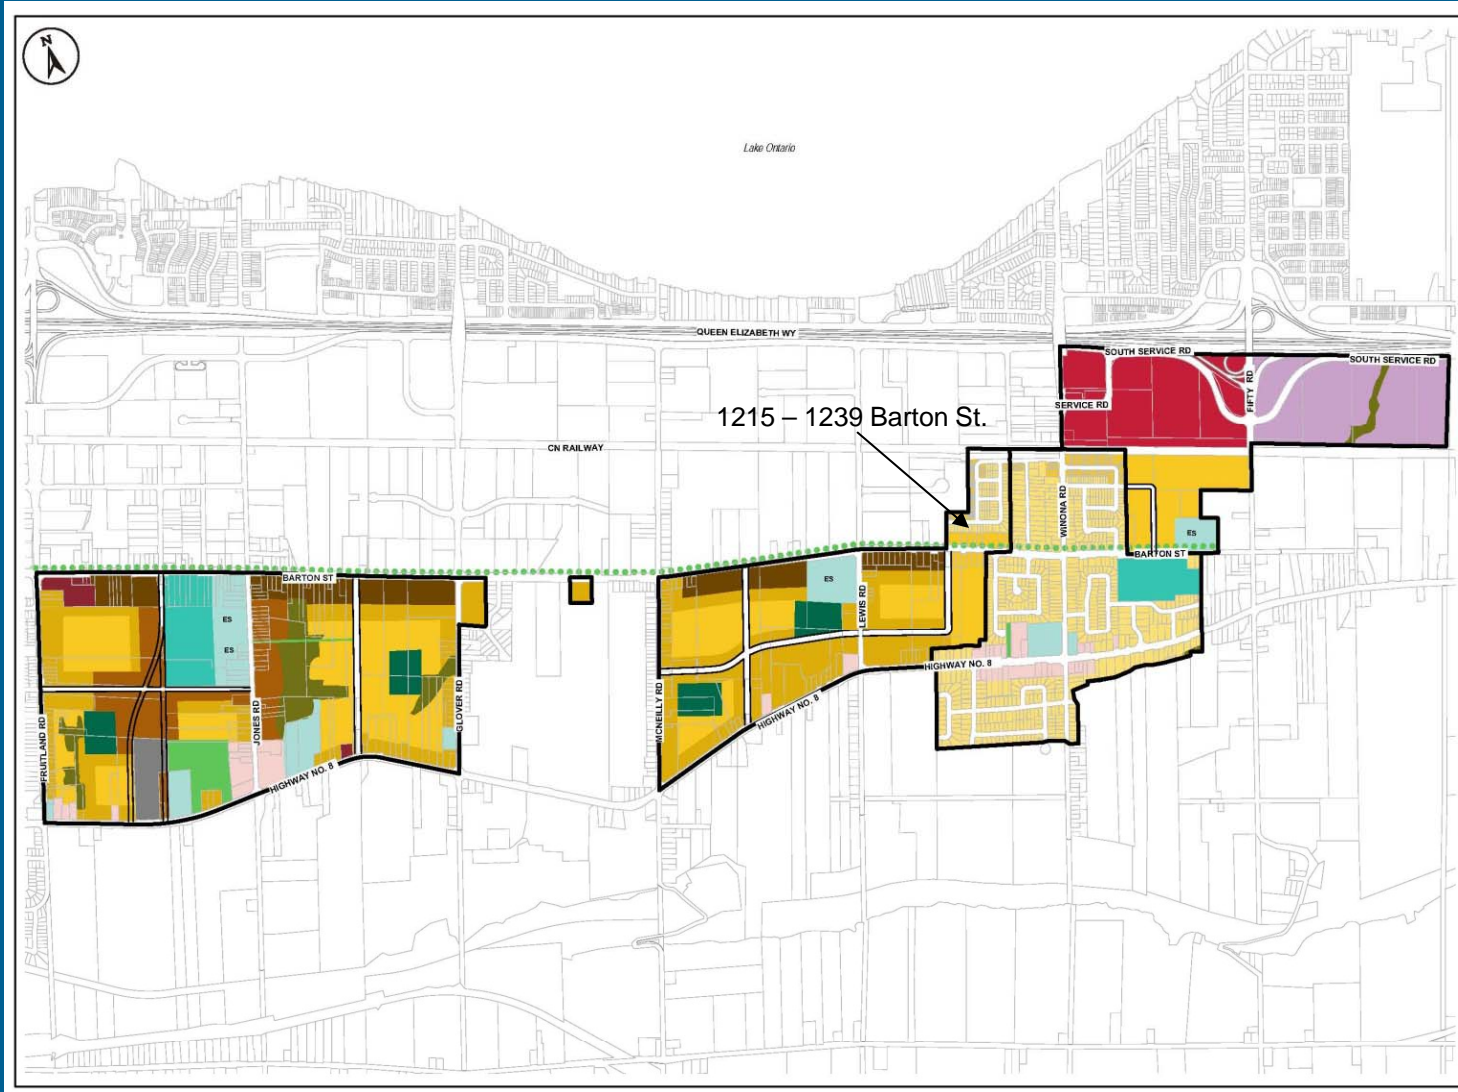 N
Lake Ontario
QUEEN ELIZABETH WY
SOUTH SERVICE RD
SOUTH SERVICE RD
FIFTY RD
SERVICE RD
1215 – 1239 Barton St.
CN RAILWAY
WINONA RD
ES
BARTON ST
BARTON ST
ES
LEWIS RD
ES
ES
HIGHWAY NO. 8
FRUITLAND RD
JONES RD
GLOVER RD
MCNEILLY RD
HIGHWAY NO. 8
HIGHWAY NO. 8